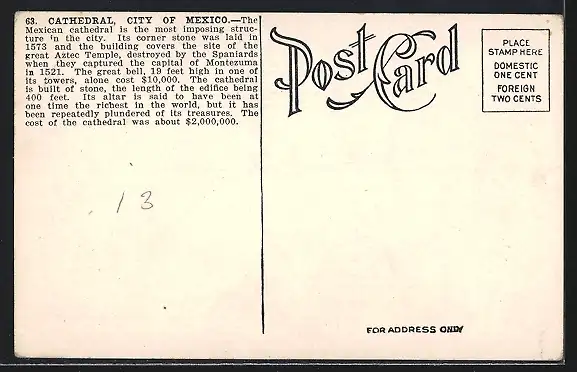 63. CATHEDRAL, CITY OF MEXICO.—The
Mexican cathedral is the most imposing struc-
ture in the city. Its corner stone was laid in
1573 and the building covers the site of the
great Aztec Temple, destroyed by the Spaniards
when they captured the capital of Montezuma
in 1521. The great bell, 19 feet high in one of
its towers, alone cost $10,000. The cathedral
is built of stone, the length of the edifice being
400 feet. Its altar is said to have been at
one time the richest in the world, but it has
been repeatedly plundered of its treasures. The
cost of the cathedral was about $2,000,000.
13
Post Card
PLACE
STAMP HERE
DOMESTIC
ONE CENT
FOREIGN
TWO CENTS
FOR ADDRESS ONLY